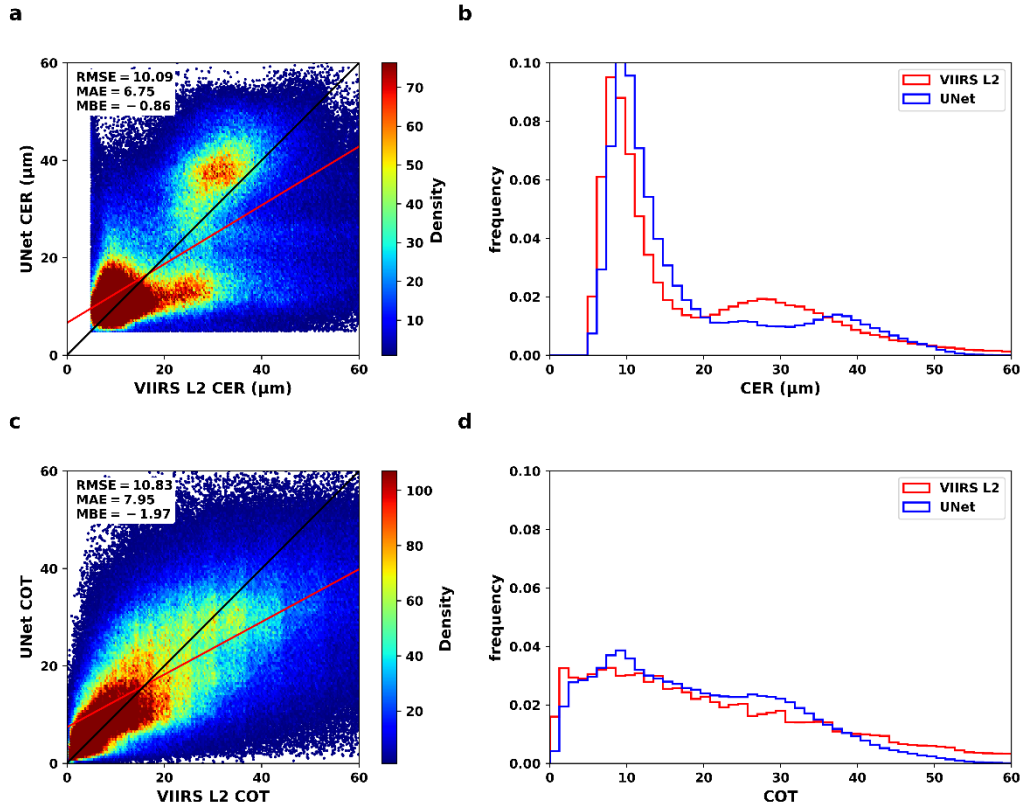 a
RMSE = 10.09
MAE = 6.75
MBE = −0.86
60
40
20
0
0 20 40 60
UNet CER (µm)
VIIRS L2 CER (µm)
70
60
50
40
30
20
10
Density
b
VIIRS L2
UNet
0.10
0.08
0.06
0.04
0.02
0.00
0 10 20 30 40 50 60
frequency
CER (µm)
c
RMSE = 10.83
MAE = 7.95
MBE = −1.97
60
40
20
0
0 20 40 60
UNet COT
VIIRS L2 COT
100
80
60
40
20
Density
d
VIIRS L2
UNet
0.10
0.08
0.06
0.04
0.02
0.00
0 10 20 30 40 50 60
frequency
COT